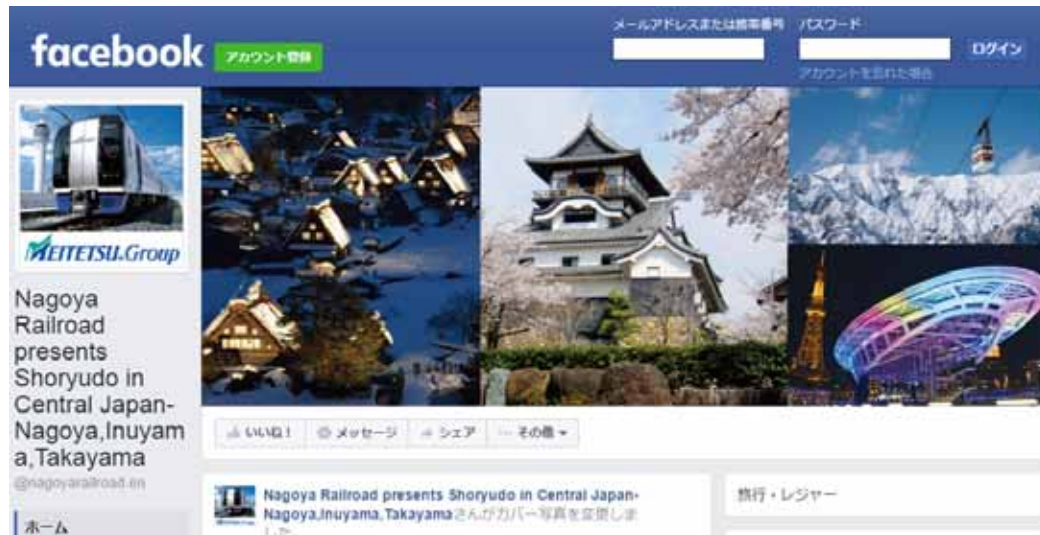 メールアドレスまたは携帯番号 パスワード
facebook アカウント登録 ログイン
アカウントを忘れた場合
MEITETSU Group
Nagoya
Railroad
presents
Shoryudo in
Central Japan-
Nagoya,Inuyam
a,Takayama
@nagoyarailroad.en
ホーム
いいね! メッセージ シェア ··· その他
Nagoya Railroad presents Shoryudo in Central Japan-
Nagoya,Inuyama,Takayamaさんがカバー写真を変更しま
した
旅行・レジャー